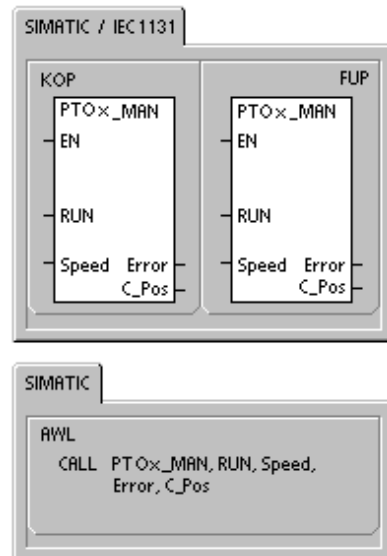 SIMATIC / IEC1131
KOP
PTOx_MAN
EN
RUN
Speed Error
C_Pos
FUP
PTOx_MAN
EN
RUN
Speed Error
C_Pos
SIMATIC
AWL
CALL PTOx_MAN, RUN, Speed,
Error, C_Pos